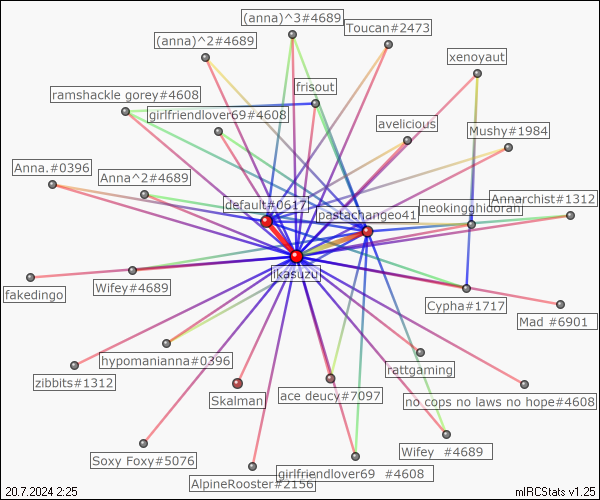 (anna)^3#4689
Toucan#2473
(anna)^2#4689
xenoyaut
ramshackle gorey#4608
frisout
girlfriendlover69#4608
avelicious
Mushy#1984
Anna.#0396
Anna^2#4689
default#0617
pastachangeo41
neokingghidorah
Annarchist#1312
ikasuzu
fakedingo
Wifey#4689
Cypha#1717
Mad #6901
hypomanianna#0396
rattgaming
zibbits#1312
Skalman
ace deucy#7097
no cops no laws no hope#4608
Soxy Foxy#5076
Wifey #4689
AlpineRooster#2156
girlfriendlover69 #4608
20.7.2024 2:25
mIRCStats v1.25